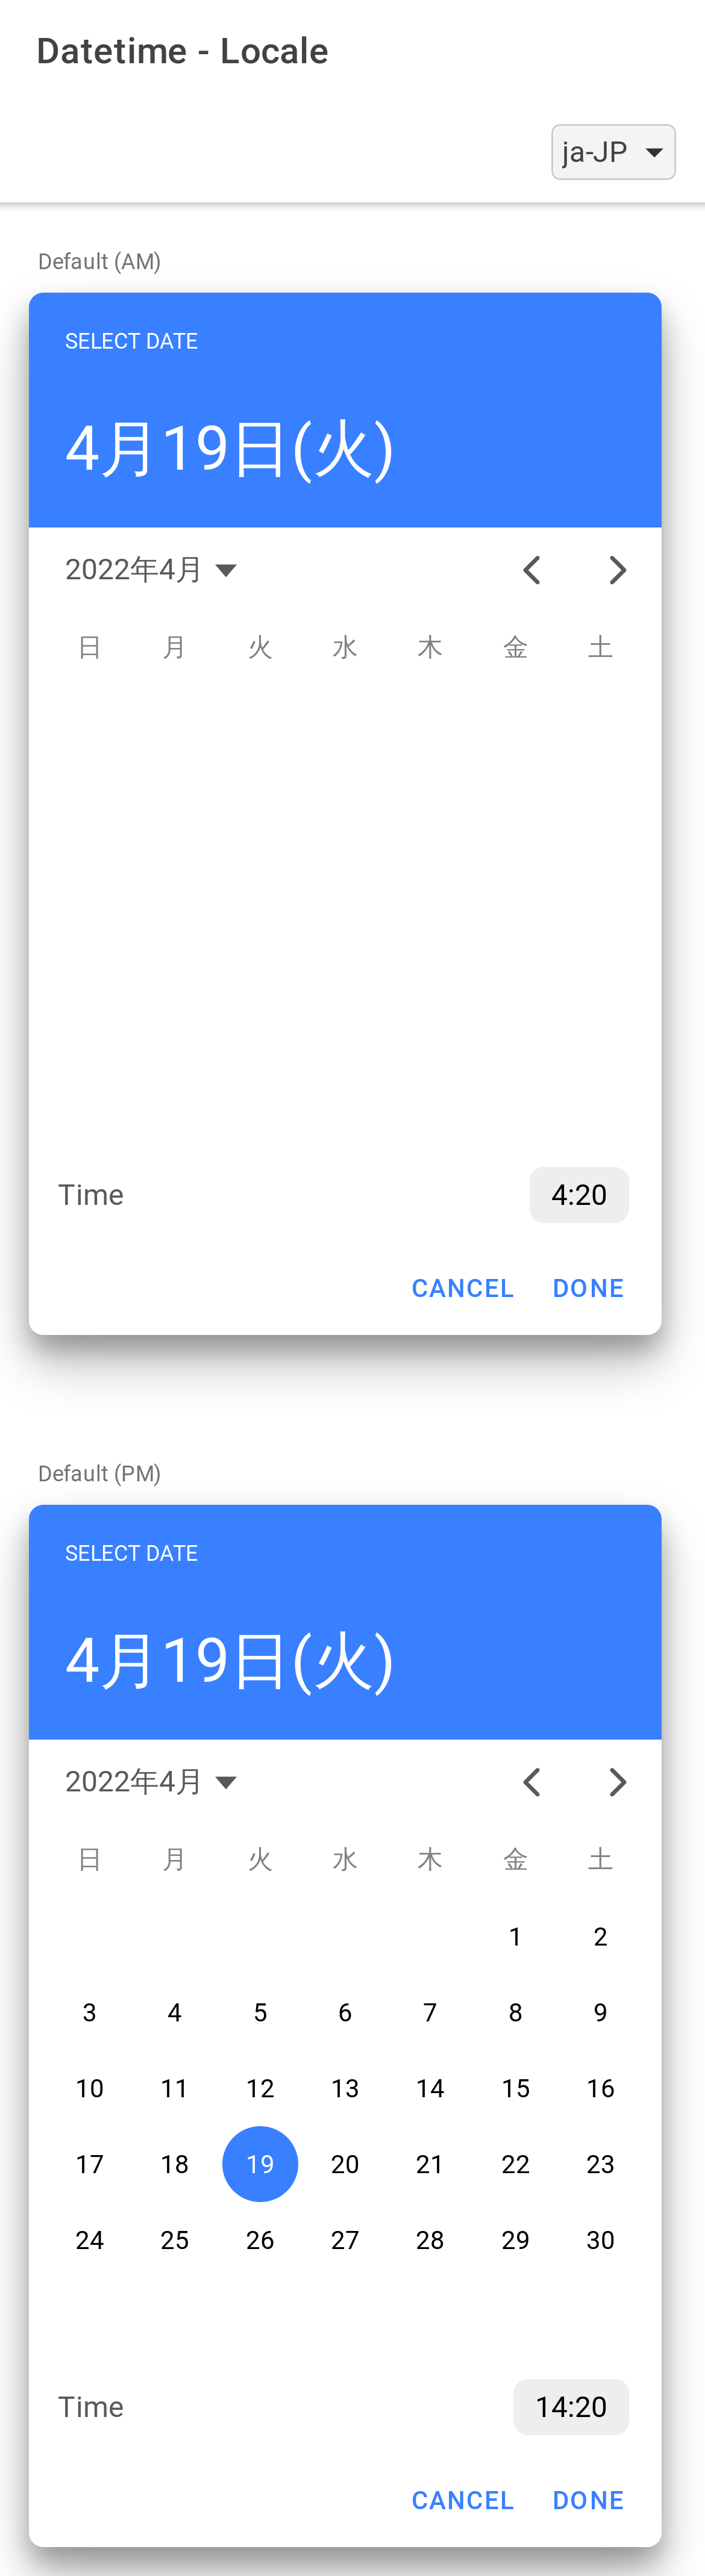 Datetime - Locale
ja-JP
Default (AM)
SELECT DATE
4月19日(火)
2022年4月
日 月 火 水 木 金 土
Time 4:20
CANCEL DONE
Default (PM)
SELECT DATE
4月19日(火)
2022年4月
日 月 火 水 木 金 土
1 2
3 4 5 6 7 8 9
10 11 12 13 14 15 16
17 18 19 20 21 22 23
24 25 26 27 28 29 30
Time 14:20
CANCEL DONE